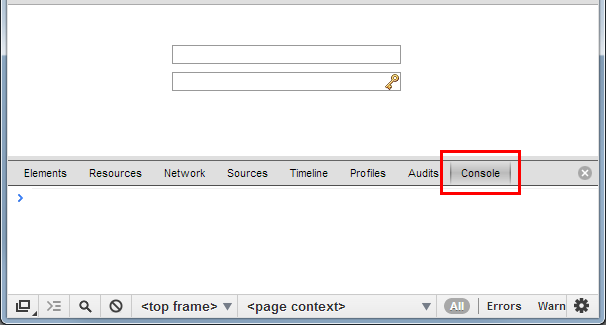 Elements Resources Network Sources Timeline Profiles Audits Console
<top frame> <page context> All Errors Warn